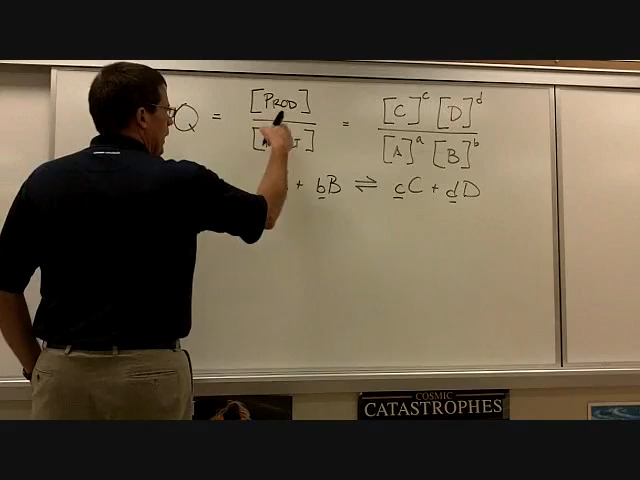 Q = [PROD] / [ ] = [C]^c [D]^d / [A]^a [B]^b
+ bB ⇌ cC + dD
COSMIC
CATASTROPHES